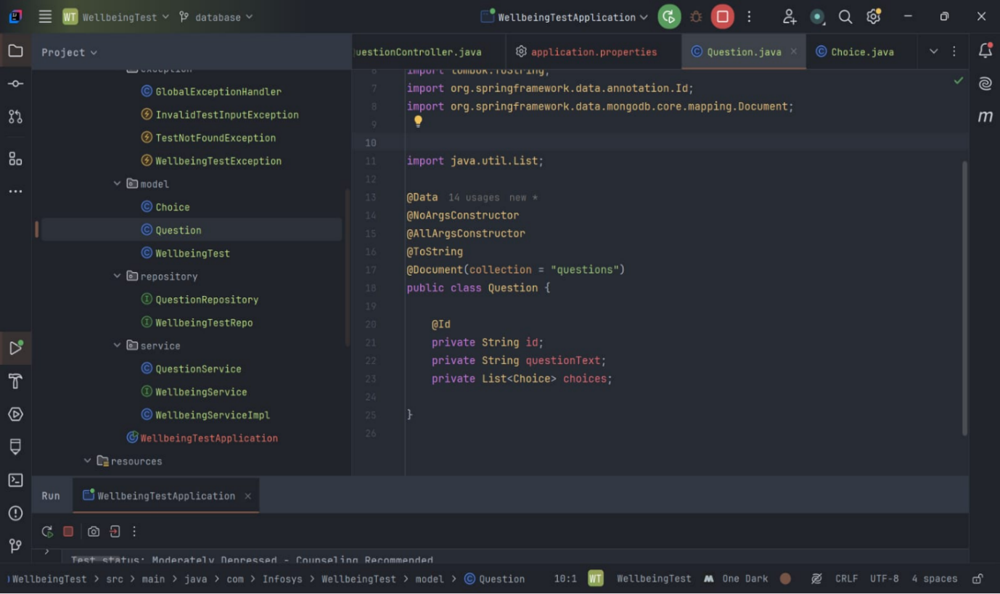 WT WellbeingTest database WellbeingTestApplication
Project
QuestionController.java application.properties Question.java Choice.java
exception
GlobalExceptionHandler
InvalidTestInputException
TestNotFoundException
WellbeingTestException
model
Choice
Question
WellbeingTest
repository
QuestionRepository
WellbeingTestRepo
service
QuestionService
WellbeingService
WellbeingServiceImpl
WellbeingTestApplication
resources
6 import lombok.ToString;
7 import org.springframework.data.annotation.Id;
8 import org.springframework.data.mongodb.core.mapping.Document;
9
10
11 import java.util.List;
12
13 @Data 14 usages new *
14 @NoArgsConstructor
15 @AllArgsConstructor
16 @ToString
17 @Document(collection = "questions")
18 public class Question {
19
20 @Id
21 private String id;
22 private String questionText;
23 private List<Choice> choices;
24
25 }
26
m
Run WellbeingTestApplication
Test status: Moderately Depressed - Counseling Recommended
WellbeingTest > src > main > java > com > Infosys > WellbeingTest > model > Question 10:1 WT WellbeingTest M One Dark CRLF UTF-8 4 spaces